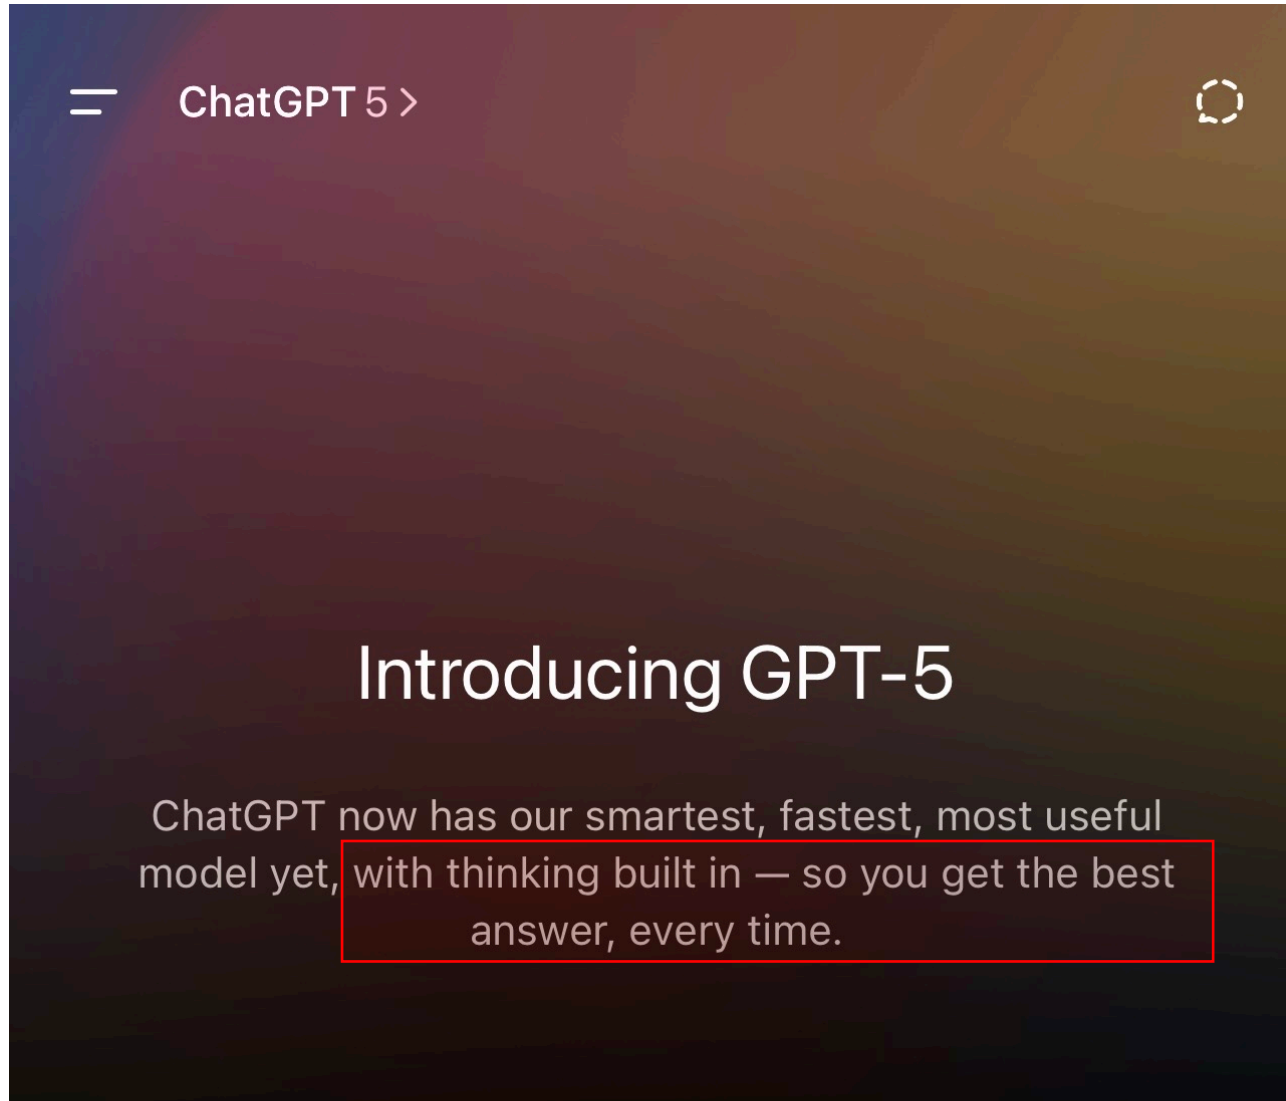 ChatGPT 5 >
Introducing GPT-5
ChatGPT now has our smartest, fastest, most useful
model yet, with thinking built in — so you get the best
answer, every time.